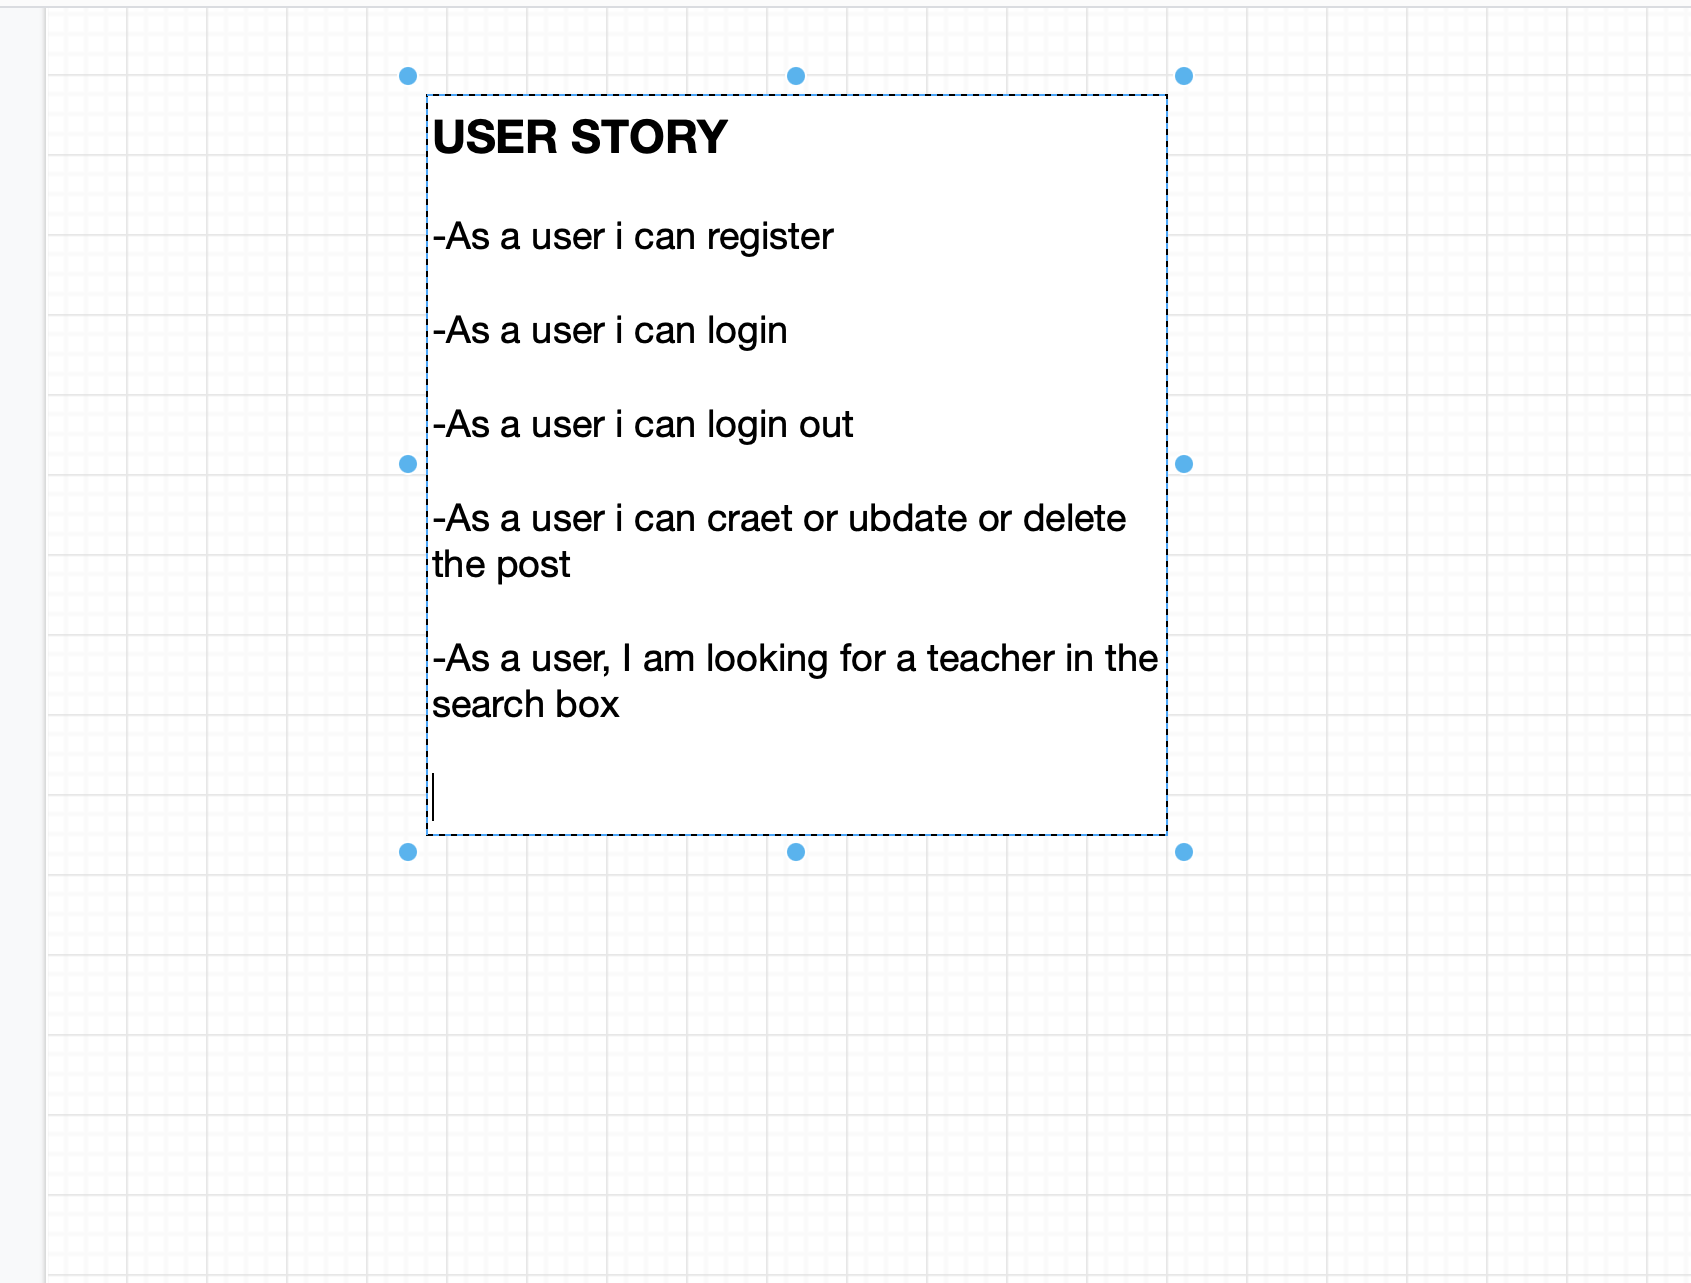 USER STORY
-As a user i can register
-As a user i can login
-As a user i can login out
-As a user i can craet or ubdate or delete
the post
-As a user, I am looking for a teacher in the
search box